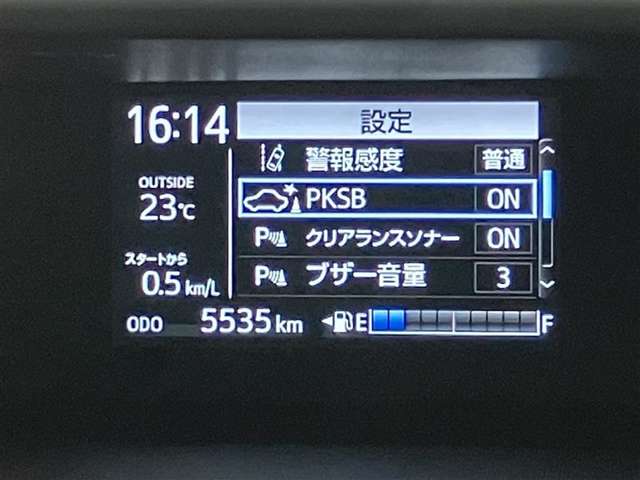 16:14
設定
警報感度 普通
OUTSIDE
23℃
PKSB ON
クリアランスソナー ON
スタートから
0.5 km/L
ブザー音量 3
ODO 5535 km E F